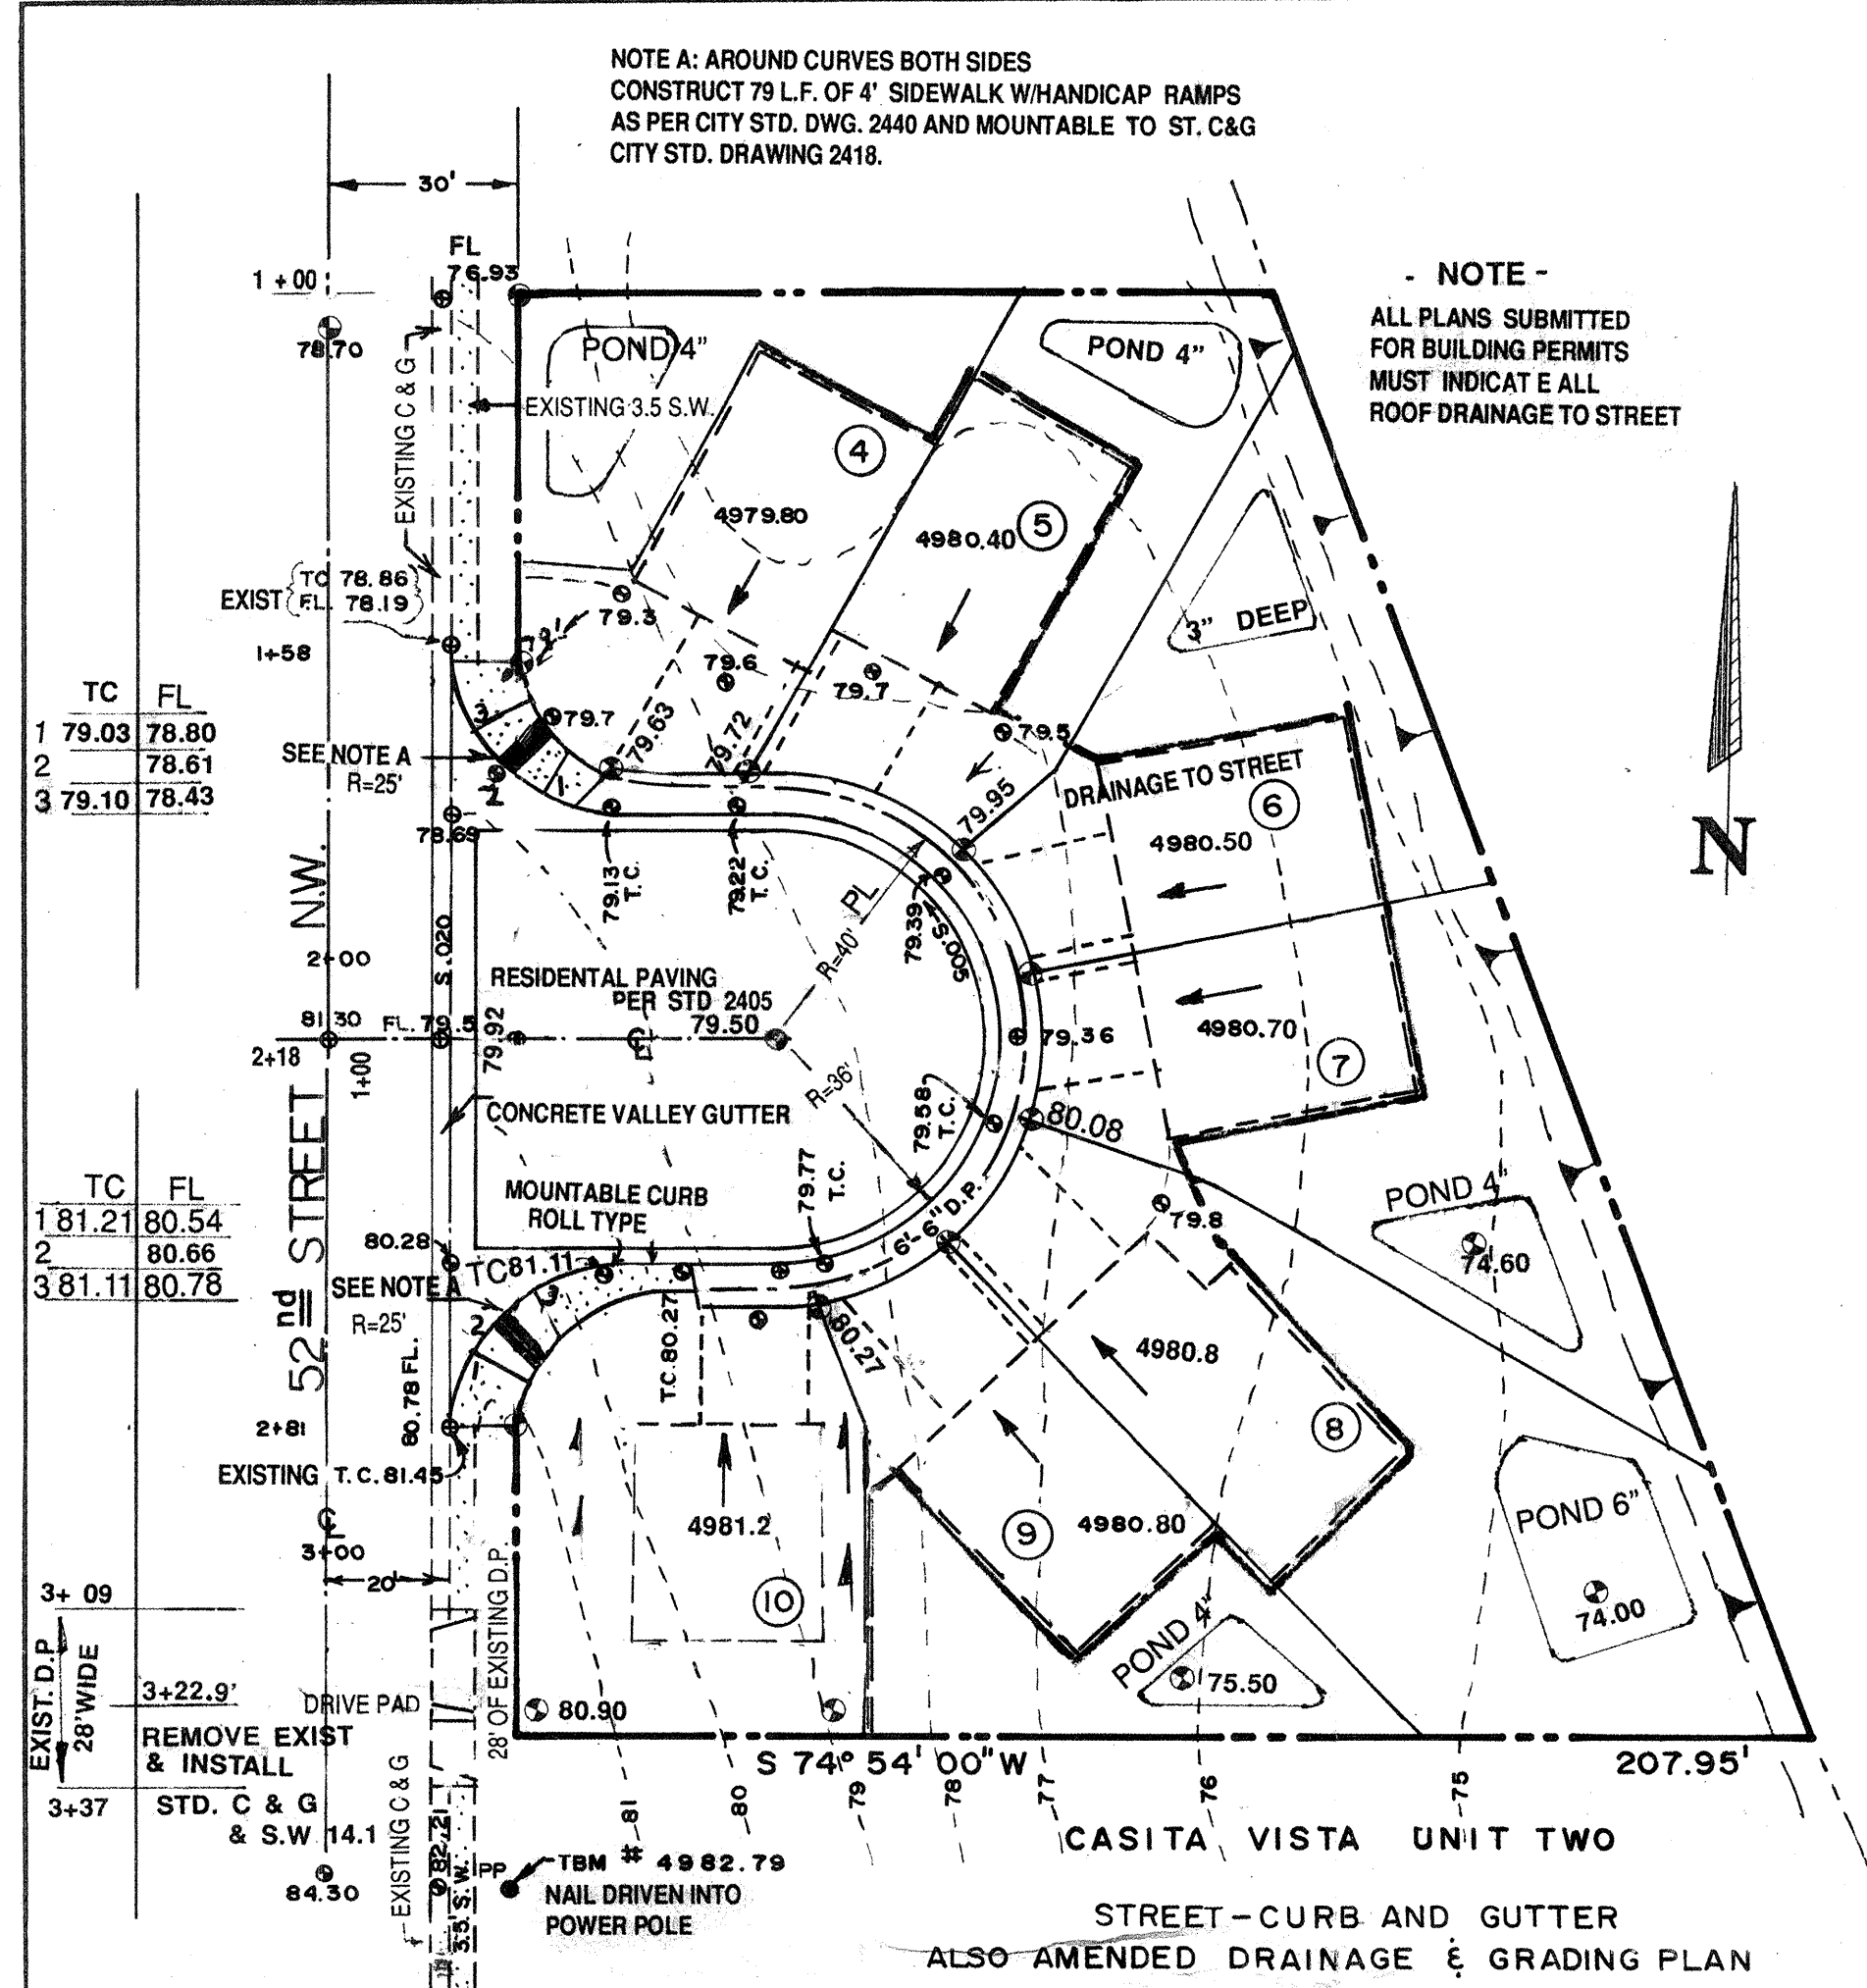 NOTE A: AROUND CURVES BOTH SIDES
CONSTRUCT 79 L.F. OF 4' SIDEWALK W/HANDICAP RAMPS
AS PER CITY STD. DWG. 2440 AND MOUNTABLE TO ST. C&G
CITY STD. DRAWING 2418.
30'
FL
76.93
1 + 00
78.70
- NOTE -
ALL PLANS SUBMITTED
FOR BUILDING PERMITS
MUST INDICAT E ALL
ROOF DRAINAGE TO STREET
POND 4"
POND 4"
EXISTING 3.5 S.W.
EXISTING C & G
4
4979.80
5
4980.40
3" DEEP
TC 78.86
EXIST FL. 78.19
1+58
79.3
79.6
79.7
79.7
79.5
79.63
79.72
79.95
TC FL
1 79.03 78.80
2 78.61
3 79.10 78.43
SEE NOTE A
R=25'
3
2
1
78.69
DRAINAGE TO STREET
6
4980.50
N
79.13
T.C.
79.22
T.C.
79.39
S.005
PL
R=40'
S.020
2+00
RESIDENTAL PAVING
PER STD 2405
79.50
81.30
FL. 79.5
79.92
2+18
1+00
79.36
4980.70
7
R=36'
CONCRETE VALLEY GUTTER
79.58
T.C.
80.08
52nd STREET N.W.
TC FL
1 81.21 80.54
2 80.66
3 81.11 80.78
MOUNTABLE CURB
ROLL TYPE
79.77
T.C.
6'-6" D.P.
79.8
POND 4'
74.60
80.28
TC81.11
SEE NOTE A
R=25'
3
2
T.C.80.27
80.27
4980.8
8
80.78 FL.
2+81
EXISTING T.C. 81.45
4981.2
9
4980.80
POND 6"
74.00
3+00
20'
10
POND 4"
75.50
3+ 09
EXIST. D.P
28'WIDE
3+22.9'
DRIVE PAD
28' OF EXISTING D.P.
80.90
REMOVE EXIST
& INSTALL
STD. C & G
& S.W 14.1
3+37
S 74° 54' 00" W
207.95'
81
80
79
78
77
76
75
84.30
EXISTING C & G
82.21
3.5' S.W.
PP
TBM # 4982.79
NAIL DRIVEN INTO
POWER POLE
CASITA VISTA UNIT TWO
STREET-CURB AND GUTTER
ALSO AMENDED DRAINAGE & GRADING PLAN